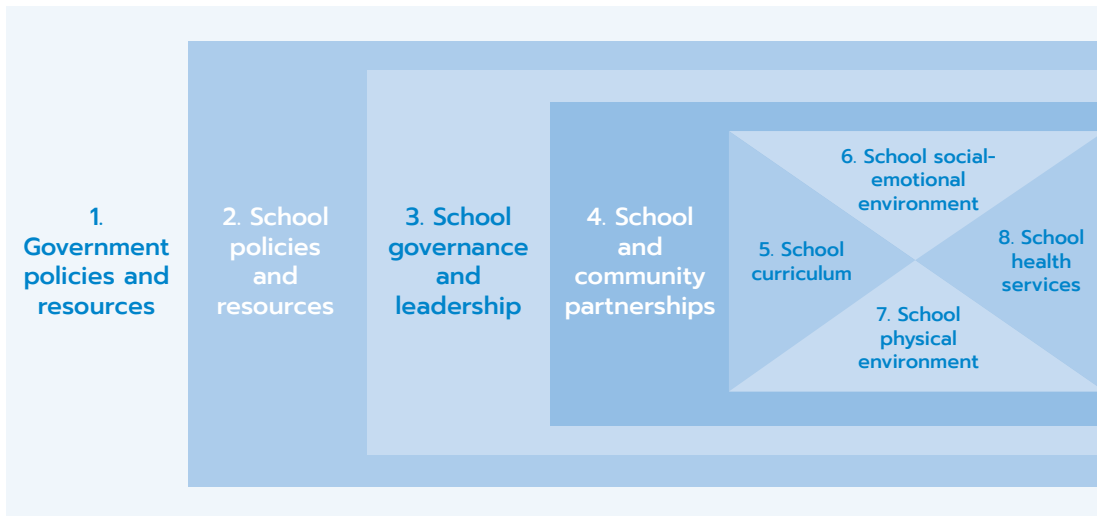 1.
Government
policies and
resources
2. School
policies
and
resources
3. School
governance
and
leadership
4. School
and
community
partnerships
5. School
curriculum
6. School social-
emotional
environment
7. School
physical
environment
8. School
health
services